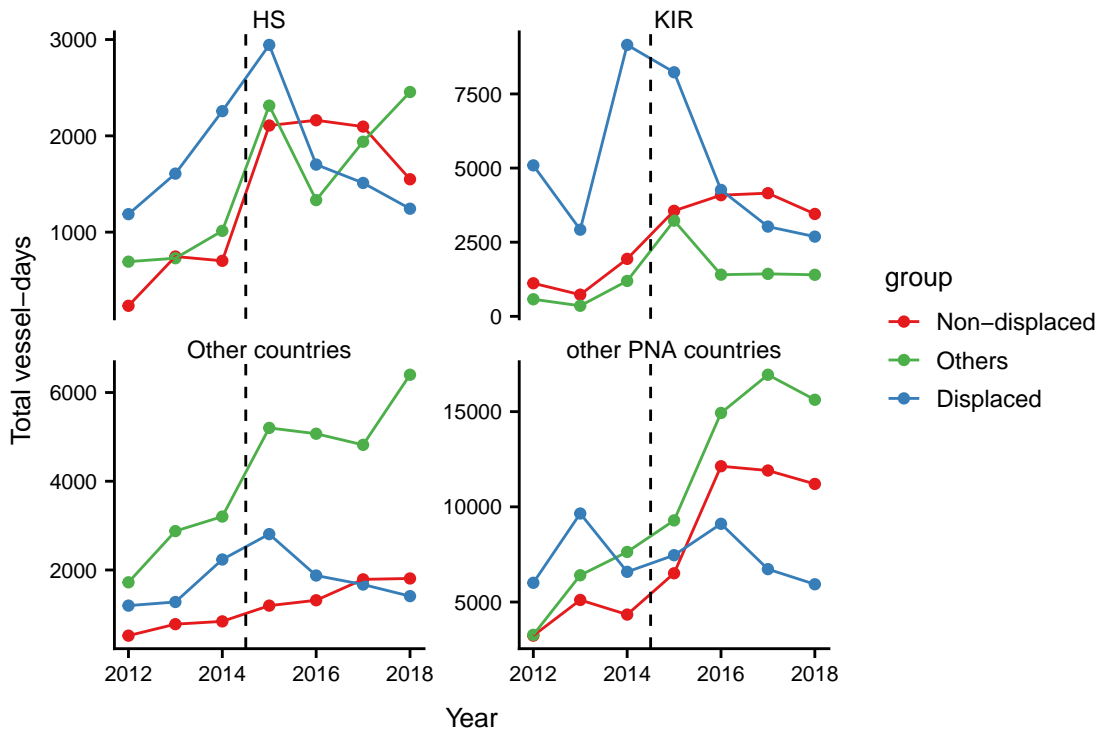 HS
KIR
3000
2000
1000
7500
5000
2500
0
Total vessel−days
Other countries
other PNA countries
6000
4000
2000
15000
10000
5000
2012 2014 2016 2018
2012 2014 2016 2018
Year
group
Non−displaced
Others
Displaced